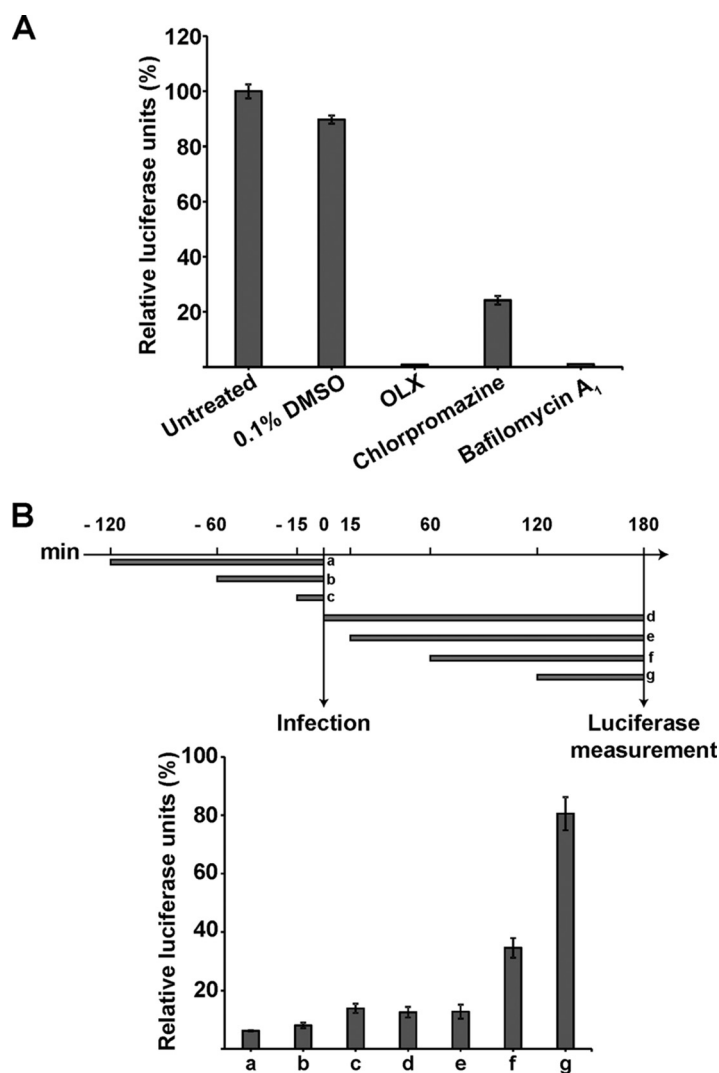 A
Relative luciferase units (%)
120
100
80
60
40
20
Untreated
0.1% DMSO
OLX
Chlorpromazine
Bafilomycin A1
B
min
- 120 - 60 - 15 0 15 60 120 180
a
b
c
d
e
f
g
Infection
Luciferase
measurement
Relative luciferase units (%)
100
80
60
40
20
a b c d e f g